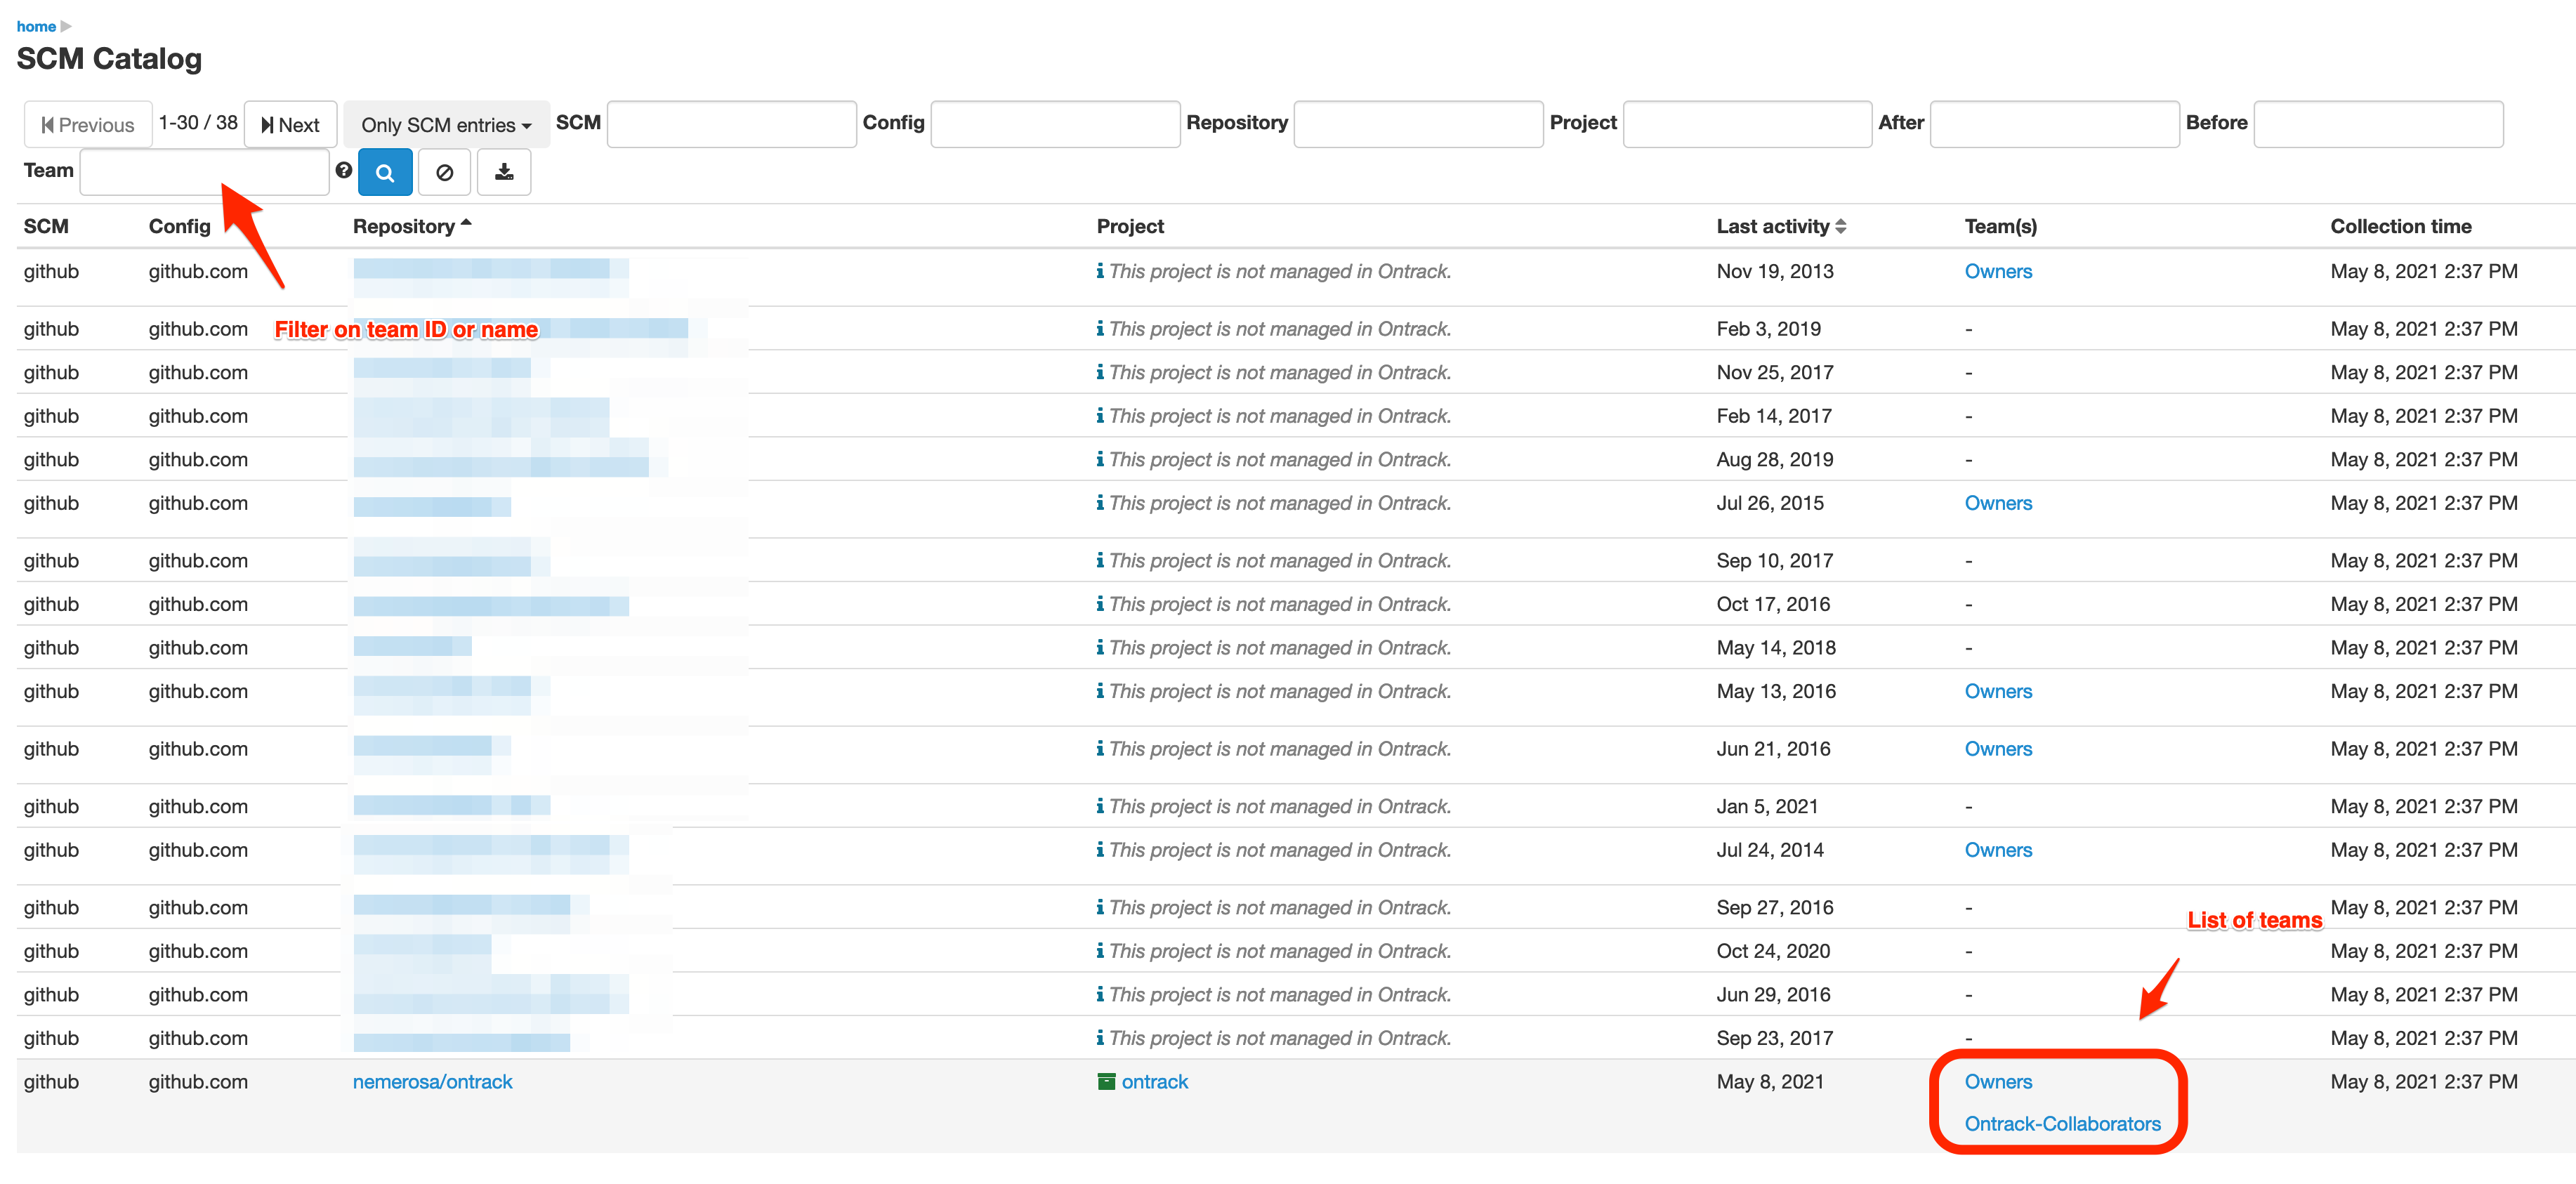 home
SCM Catalog
Previous 1-30 / 38 Next Only SCM entries SCM Config Repository Project After Before
Team
SCM Config Repository Project Last activity Team(s) Collection time
github github.com This project is not managed in Ontrack. Nov 19, 2013 Owners May 8, 2021 2:37 PM
github github.com Filter on team ID or name This project is not managed in Ontrack. Feb 3, 2019 - May 8, 2021 2:37 PM
github github.com This project is not managed in Ontrack. Nov 25, 2017 - May 8, 2021 2:37 PM
github github.com This project is not managed in Ontrack. Feb 14, 2017 - May 8, 2021 2:37 PM
github github.com This project is not managed in Ontrack. Aug 28, 2019 - May 8, 2021 2:37 PM
github github.com This project is not managed in Ontrack. Jul 26, 2015 Owners May 8, 2021 2:37 PM
github github.com This project is not managed in Ontrack. Sep 10, 2017 - May 8, 2021 2:37 PM
github github.com This project is not managed in Ontrack. Oct 17, 2016 - May 8, 2021 2:37 PM
github github.com This project is not managed in Ontrack. May 14, 2018 - May 8, 2021 2:37 PM
github github.com This project is not managed in Ontrack. May 13, 2016 Owners May 8, 2021 2:37 PM
github github.com This project is not managed in Ontrack. Jun 21, 2016 Owners May 8, 2021 2:37 PM
github github.com This project is not managed in Ontrack. Jan 5, 2021 - May 8, 2021 2:37 PM
github github.com This project is not managed in Ontrack. Jul 24, 2014 Owners May 8, 2021 2:37 PM
github github.com This project is not managed in Ontrack. Sep 27, 2016 - May 8, 2021 2:37 PM
List of teams
github github.com This project is not managed in Ontrack. Oct 24, 2020 - May 8, 2021 2:37 PM
github github.com This project is not managed in Ontrack. Jun 29, 2016 - May 8, 2021 2:37 PM
github github.com This project is not managed in Ontrack. Sep 23, 2017 - May 8, 2021 2:37 PM
github github.com nemerosa/ontrack ontrack May 8, 2021 Owners May 8, 2021 2:37 PM
Ontrack-Collaborators